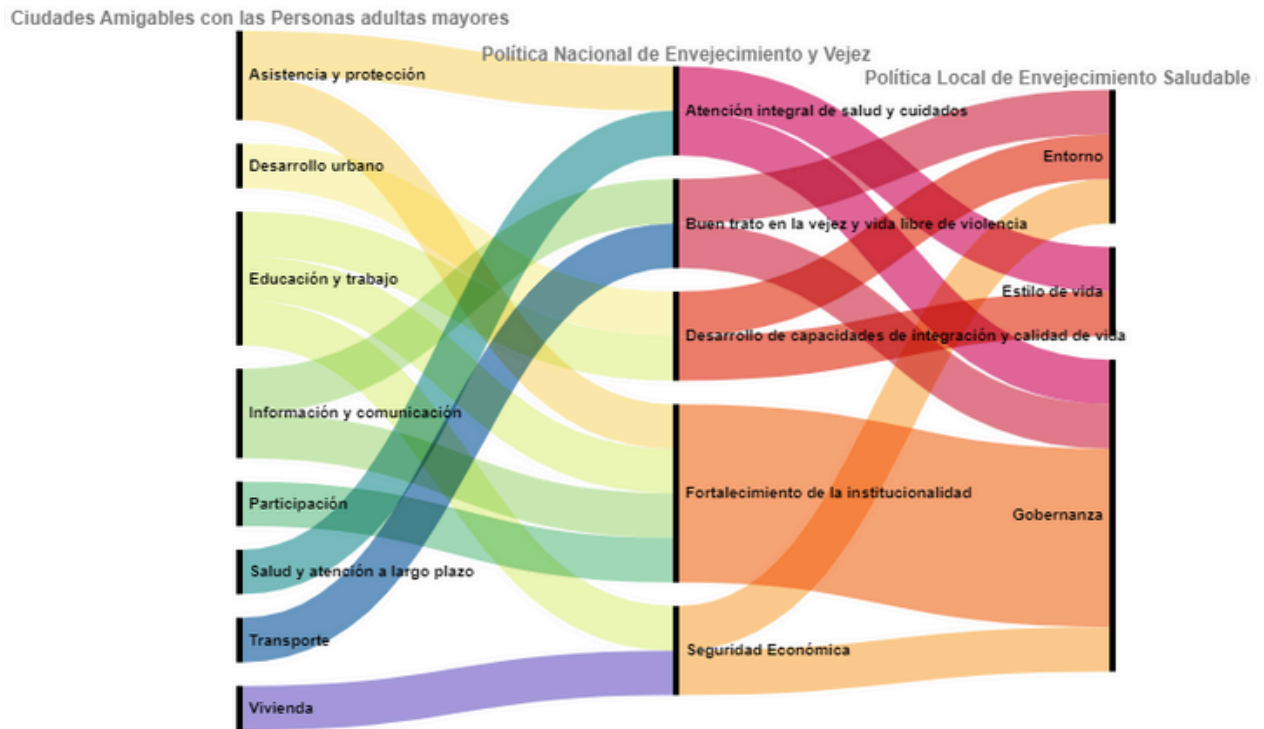 Ciudades Amigables con las Personas adultas mayores
Asistencia y protección
Desarrollo urbano
Educación y trabajo
Información y comunicación
Participación
Salud y atención a largo plazo
Transporte
Vivienda
Política Nacional de Envejecimiento y Vejez
Atención integral de salud y cuidados
Buen trato en la vejez y vida libre de violencia
Desarrollo de capacidades de integración y calidad de vida
Fortalecimiento de la institucionalidad
Seguridad Económica
Política Local de Envejecimiento Saludable
Entorno
Estilo de vida
Gobernanza